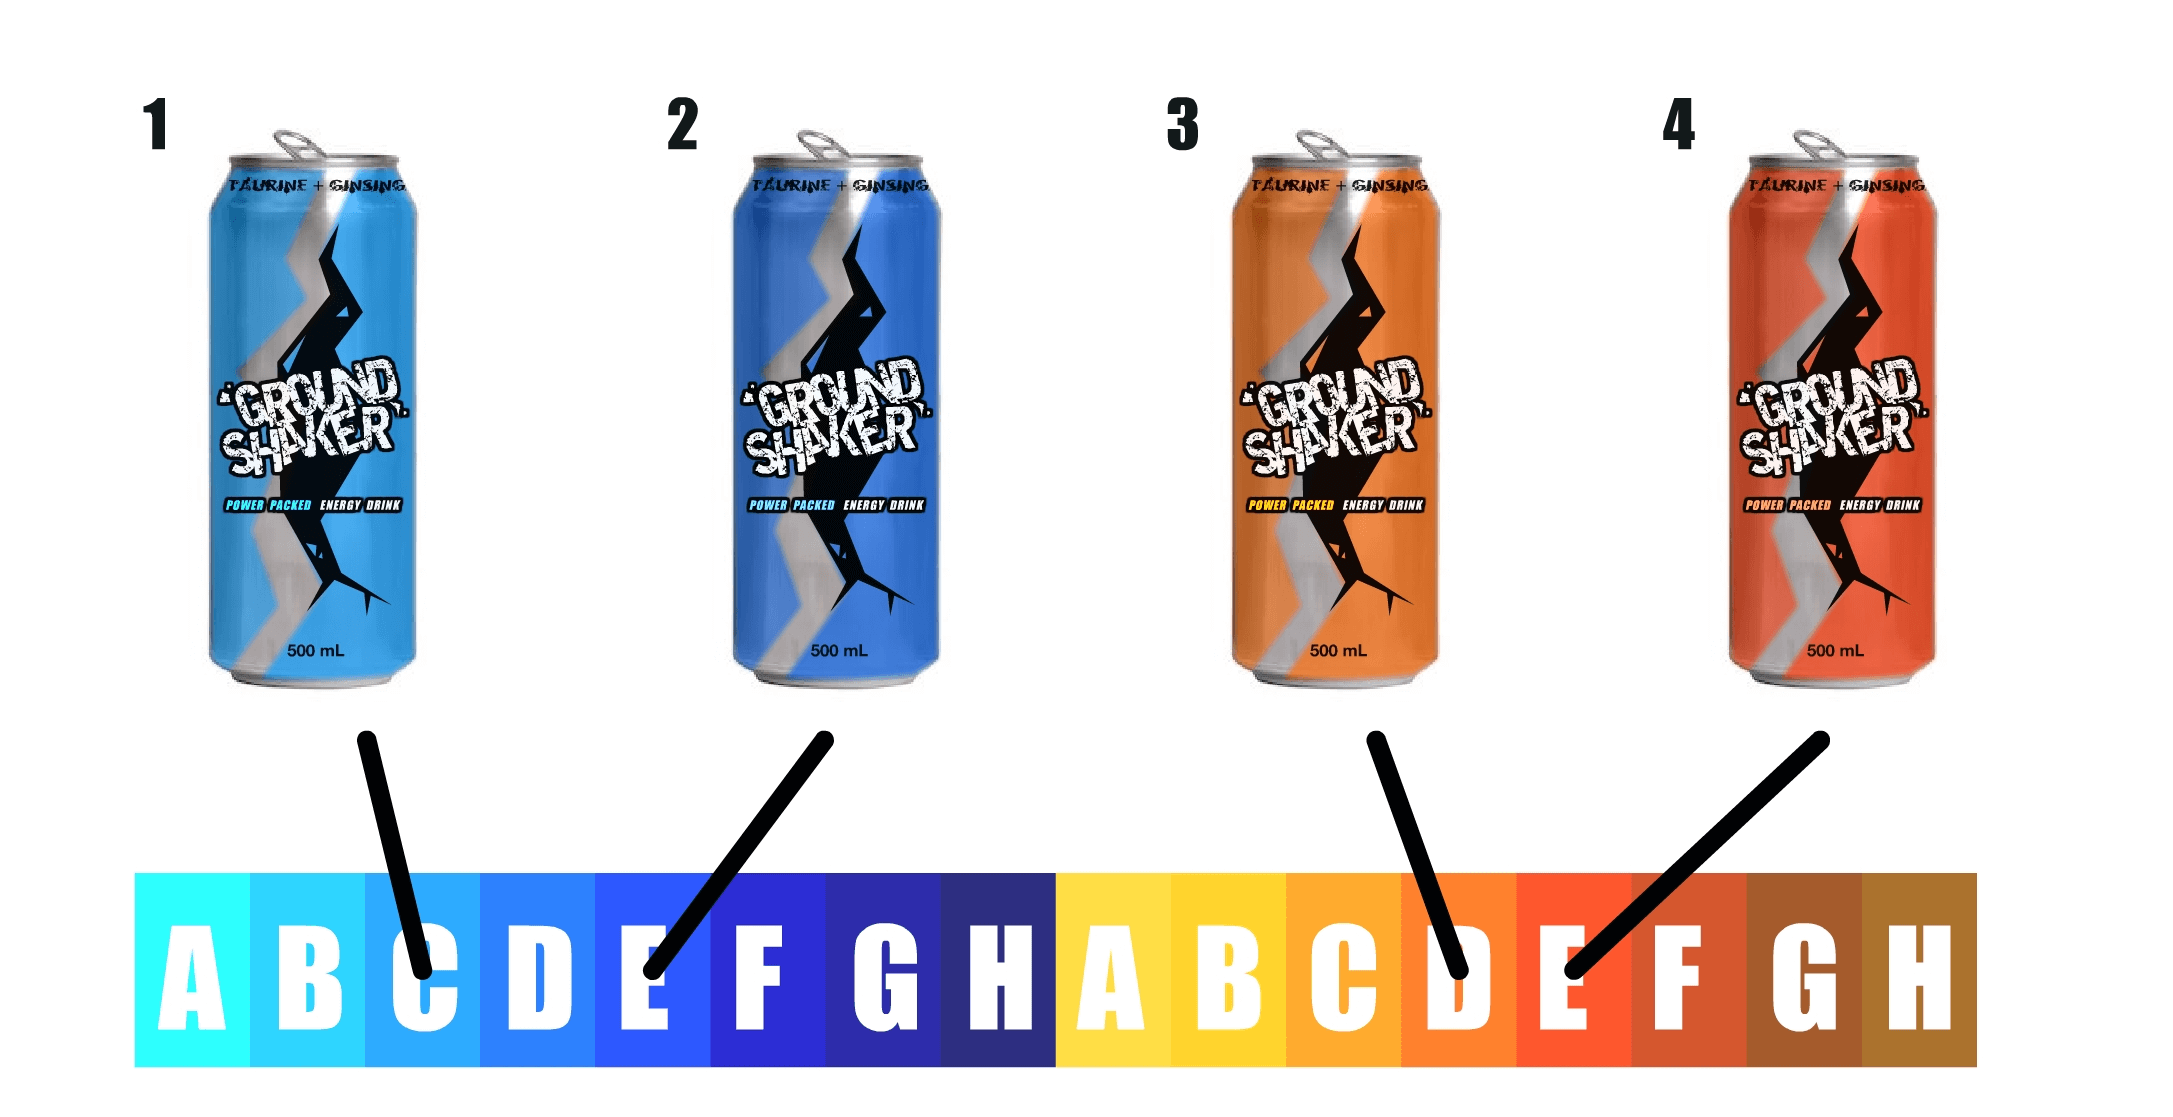 1
TAURINE + GINSING
GROUND
SHAKER
POWER PACKED ENERGY DRINK
500 mL
2
TAURINE + GINSING
GROUND
SHAKER
POWER PACKED ENERGY DRINK
500 mL
3
TAURINE + GINSING
GROUND
SHAKER
POWER PACKED ENERGY DRINK
500 mL
4
TAURINE + GINSING
GROUND
SHAKER
POWER PACKED ENERGY DRINK
500 mL
A B C D E F G H A B C D E F G H